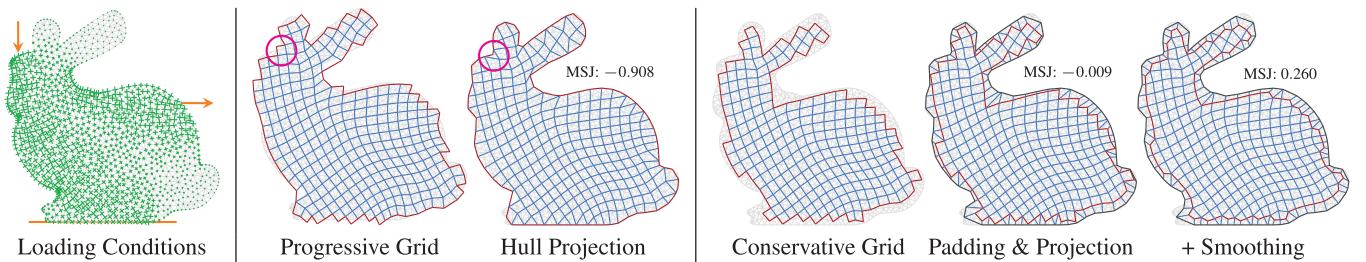 MSJ: −0.908
MSJ: −0.009
MSJ: 0.260
Loading Conditions
Progressive Grid
Hull Projection
Conservative Grid
Padding & Projection
+ Smoothing